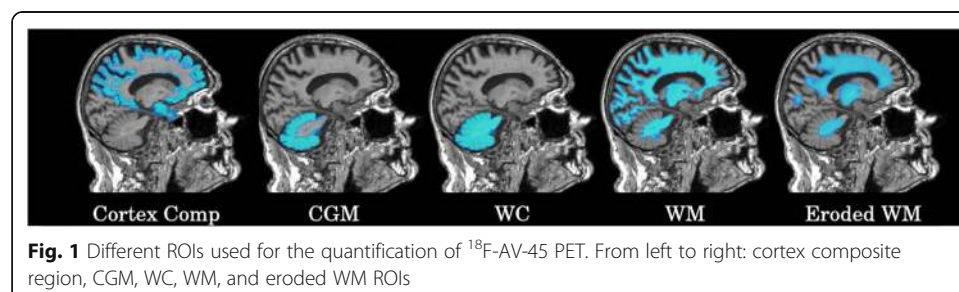 Cortex Comp CGM WC WM Eroded WM
Fig. 1 Different ROIs used for the quantification of ¹⁸F-AV-45 PET. From left to right: cortex composite
region, CGM, WC, WM, and eroded WM ROIs